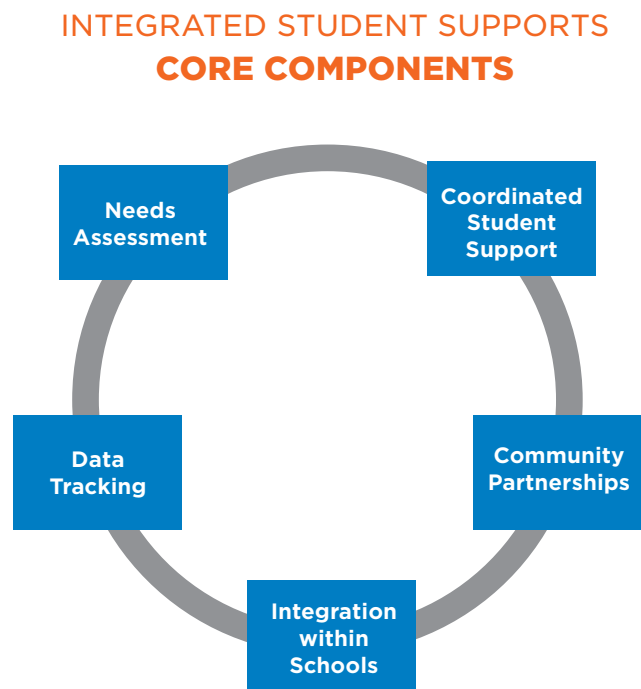 INTEGRATED STUDENT SUPPORTS
CORE COMPONENTS
Needs
Assessment
Coordinated
Student
Support
Data
Tracking
Community
Partnerships
Integration
within
Schools